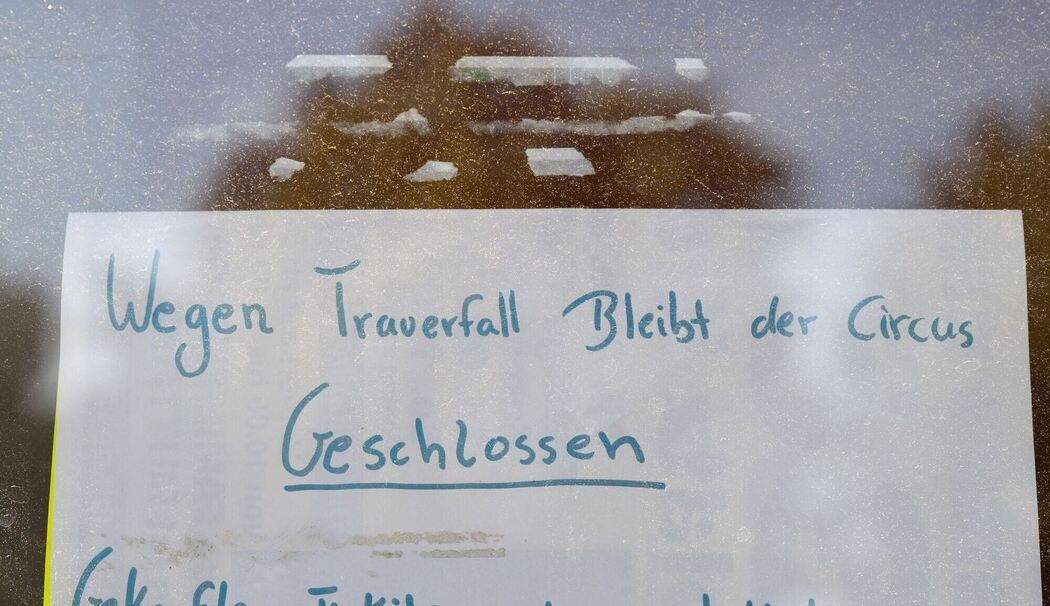 Wegen Trauerfall Bleibt der Circus
Geschlossen